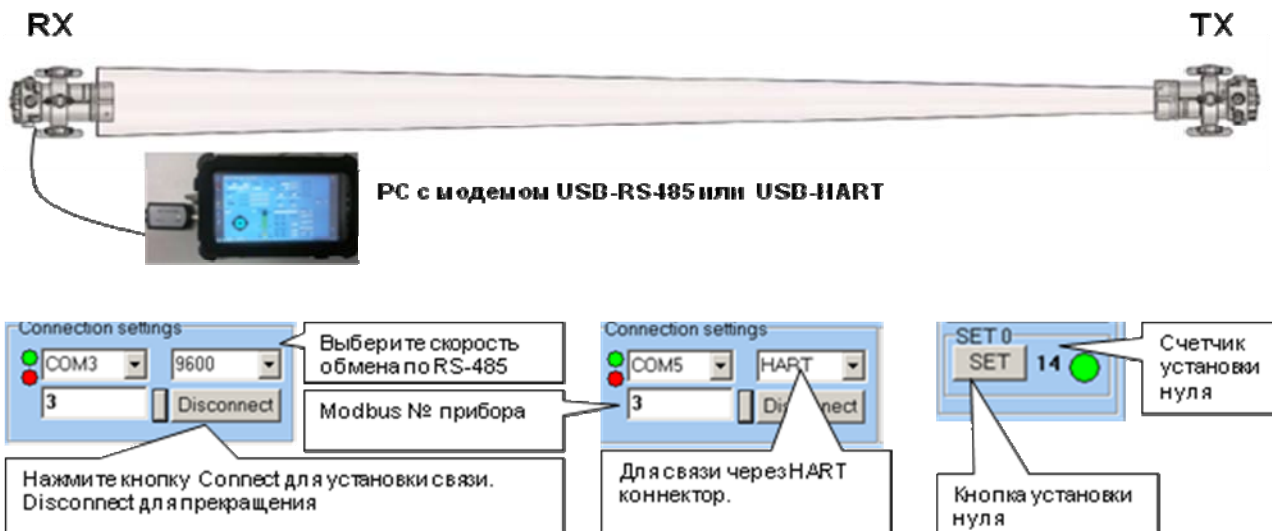 RX
TX
PC с модемом USB-RS485 или USB-HART
Connection settings
COM3
9600
3
Disconnect
Выберите скорость
обмена по RS-485
Modbus № прибора
Нажмите кнопку Connect для установки связи.
Disconnect для прекращения
Connection settings
COM5
HART
3
Disconnect
Для связи через HART
коннектор.
SET 0
SET
14
Счетчик
установки
нуля
Кнопка установки
нуля